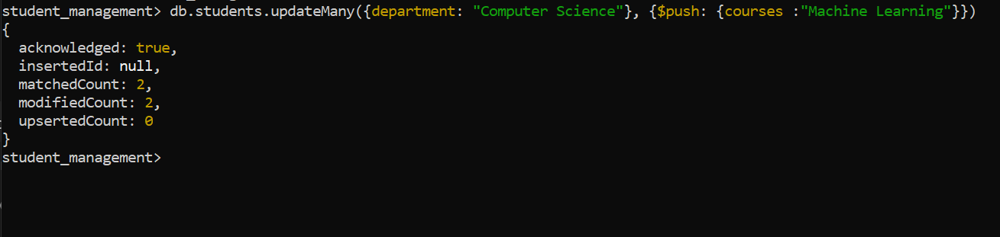 student_management> db.students.updateMany({department: "Computer Science"}, {$push: {courses :"Machine Learning"}})
{
  acknowledged: true,
  insertedId: null,
  matchedCount: 2,
  modifiedCount: 2,
  upsertedCount: 0
}
student_management>